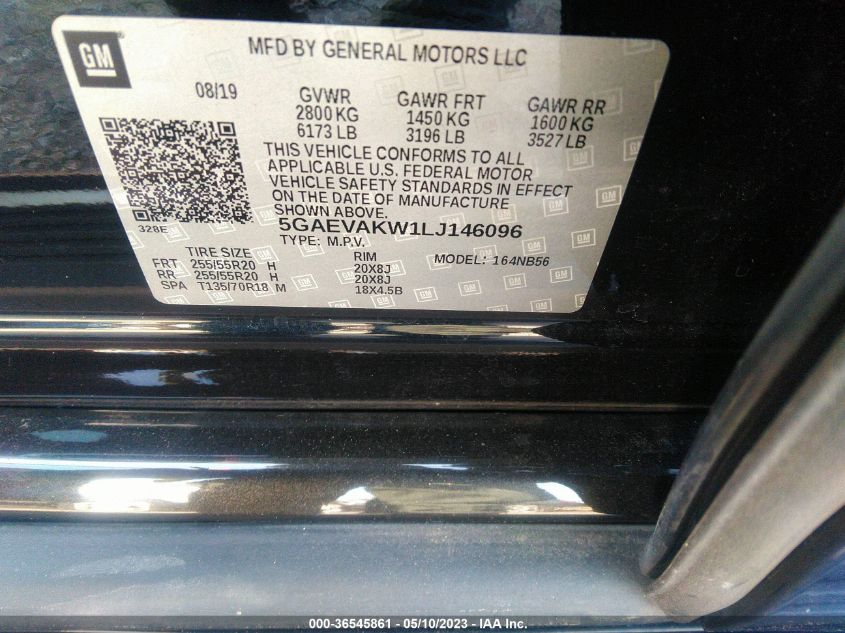 GM
MFD BY GENERAL MOTORS LLC
08/19 GVWR GAWR FRT GAWR RR
2800 KG 1450 KG 1600 KG
6173 LB 3196 LB 3527 LB
THIS VEHICLE CONFORMS TO ALL
APPLICABLE U.S. FEDERAL MOTOR
VEHICLE SAFETY STANDARDS IN EFFECT
ON THE DATE OF MANUFACTURE
SHOWN ABOVE.
328E
5GAEVAKW1LJ146096
TYPE: M.P.V. MODEL: 164NB56
TIRE SIZE RIM
FRT 255/55R20 H 20X8J
RR 255/55R20 H 20X8J
SPA T135/70R18 M 18X4.5B
000-36545861 - 05/10/2023 - IAA Inc.